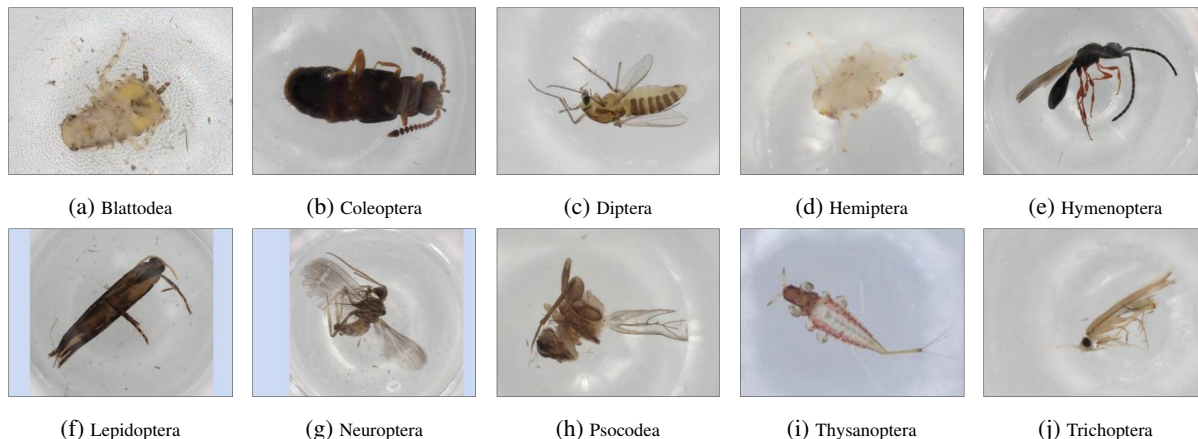 (a) Blattodea
(b) Coleoptera
(c) Diptera
(d) Hemiptera
(e) Hymenoptera
(f) Lepidoptera
(g) Neuroptera
(h) Psocodea
(i) Thysanoptera
(j) Trichoptera